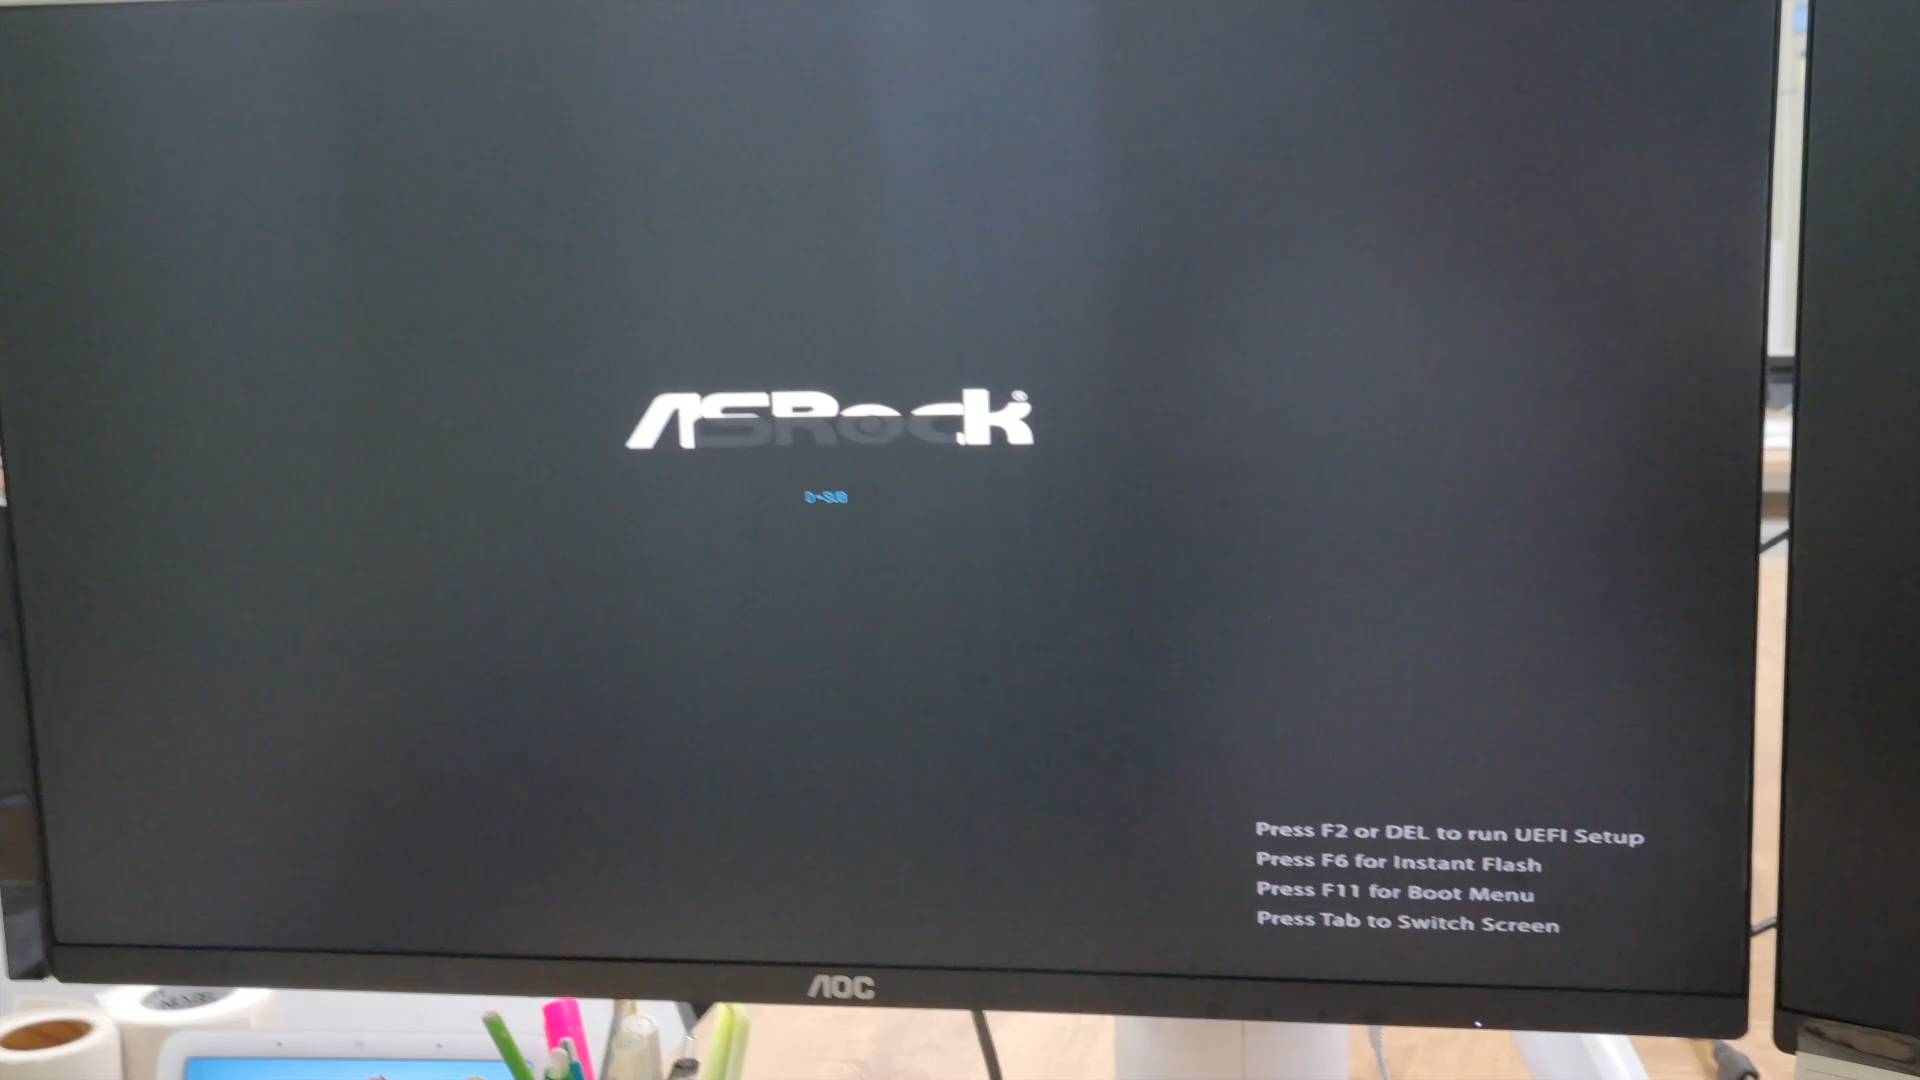 ASRock®
D-SUB
Press F2 or DEL to run UEFI Setup
Press F6 for Instant Flash
Press F11 for Boot Menu
Press Tab to Switch Screen
AOC